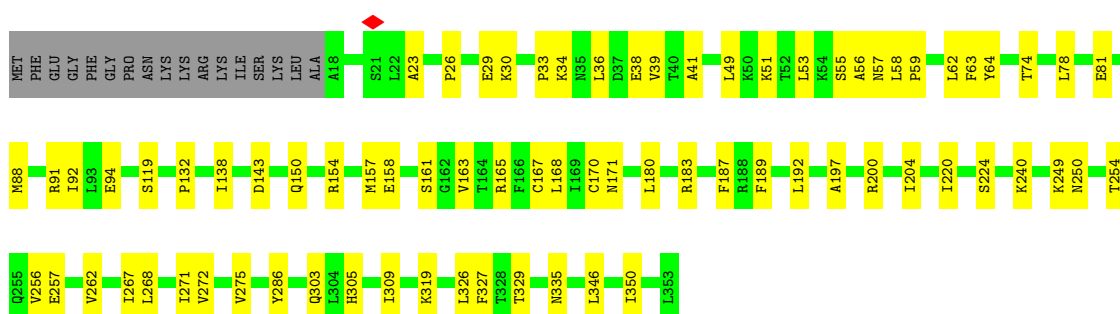 MET PHE GLU GLY PHE GLY PRO ASN LYS LYS ARG LYS ILE SER LYS LEU ALA A18 S21 L22 A23 P26 E29 K30 P33 K34 N35 L36 D37 E38 V39 T40 A41 L49 K50 K51 T52 L53 K54 S55 A56 N57 L58 P59 L62 F63 Y64 T74 L78 E81
M88 R91 I92 L93 E94 S119 P132 I138 D143 Q150 R154 M157 E158 S161 G162 V163 T164 R165 F166 C167 L168 I169 C170 N171 L180 R183 F187 R188 F189 L192 A197 R200 I204 I220 S224 K240 K249 N250 T254
Q255 V256 E257 V262 I267 L268 I271 V272 V275 Y286 Q303 L304 H305 I309 K319 L326 F327 T328 T329 N335 L346 I350 L353